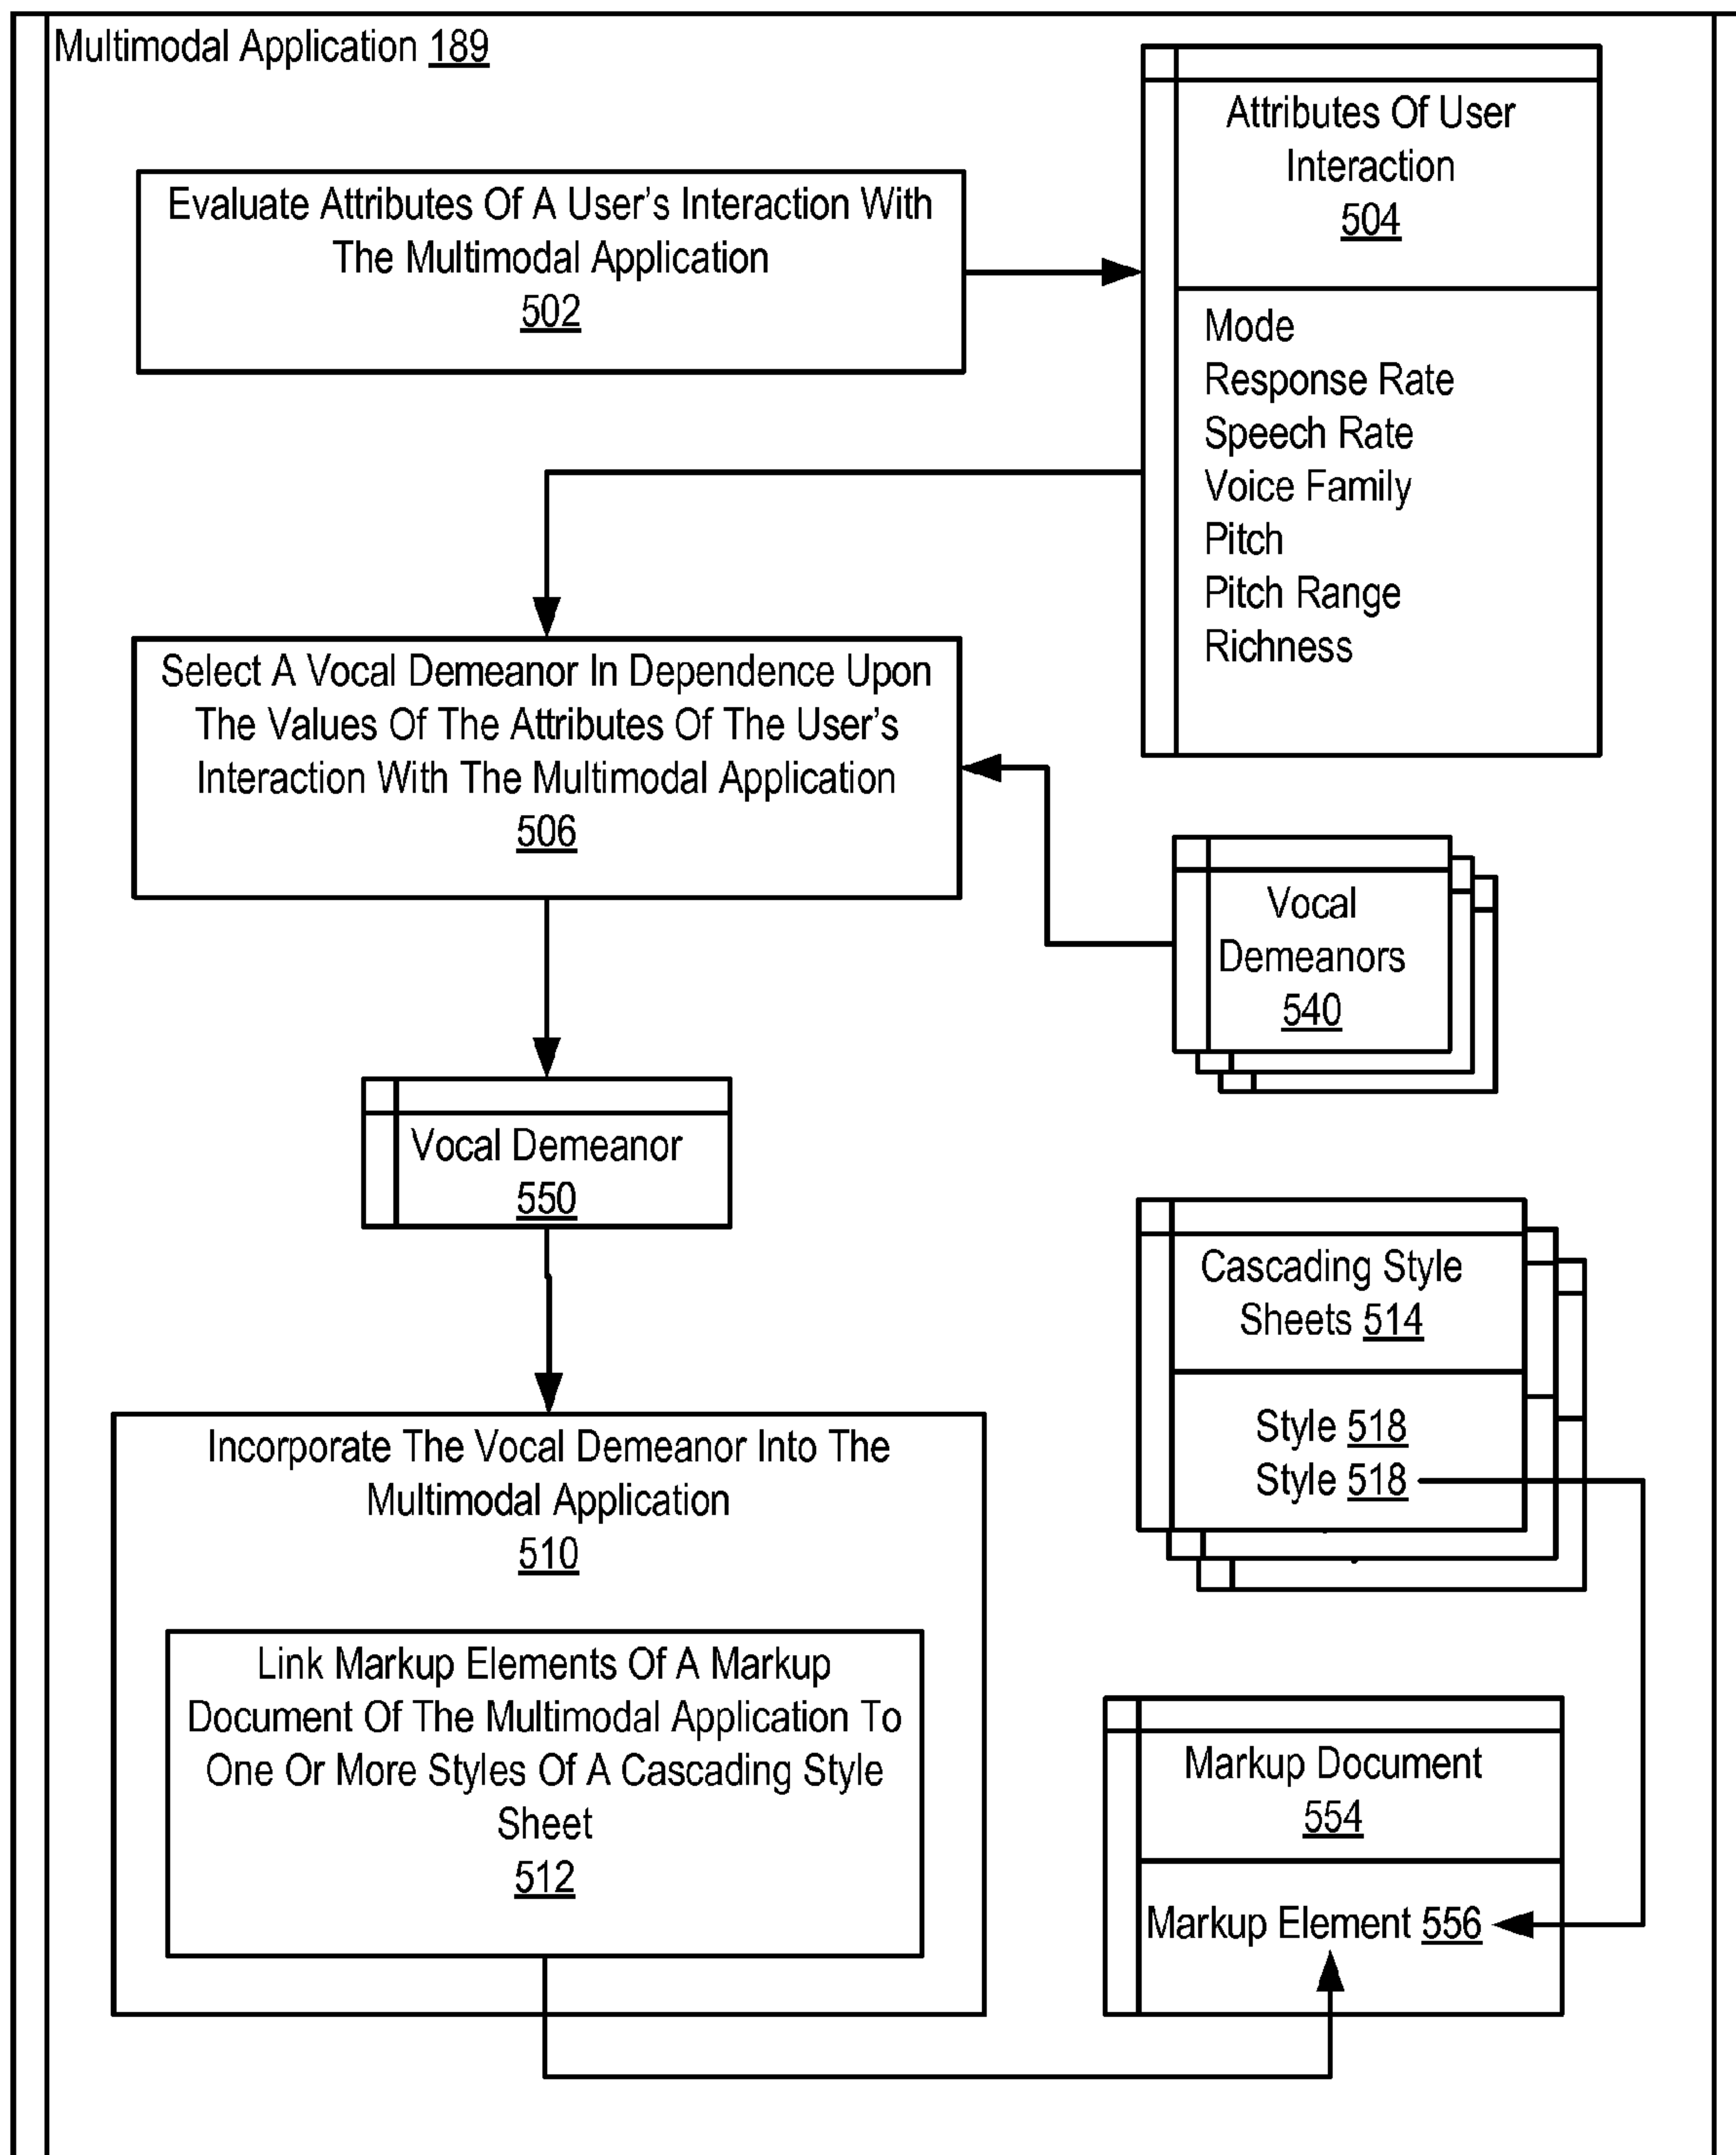 Multimodal Application 189
Evaluate Attributes Of A User's Interaction With
The Multimodal Application
502
Attributes Of User
Interaction
504
Mode
Response Rate
Speech Rate
Voice Family
Pitch
Pitch Range
Richness
Select A Vocal Demeanor In Dependence Upon
The Values Of The Attributes Of The User's
Interaction With The Multimodal Application
506
Vocal
Demeanors
540
Vocal Demeanor
550
Cascading Style
Sheets 514
Style 518
Style 518
Incorporate The Vocal Demeanor Into The
Multimodal Application
510
Link Markup Elements Of A Markup
Document Of The Multimodal Application To
One Or More Styles Of A Cascading Style
Sheet
512
Markup Document
554
Markup Element 556